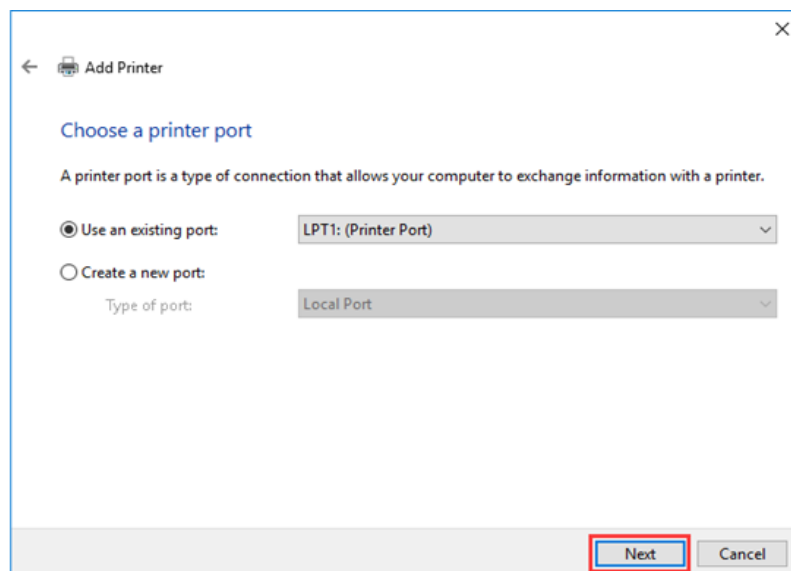 Add Printer
Choose a printer port
A printer port is a type of connection that allows your computer to exchange information with a printer.
Use an existing port: LPT1: (Printer Port)
Create a new port:
Type of port: Local Port
Next Cancel